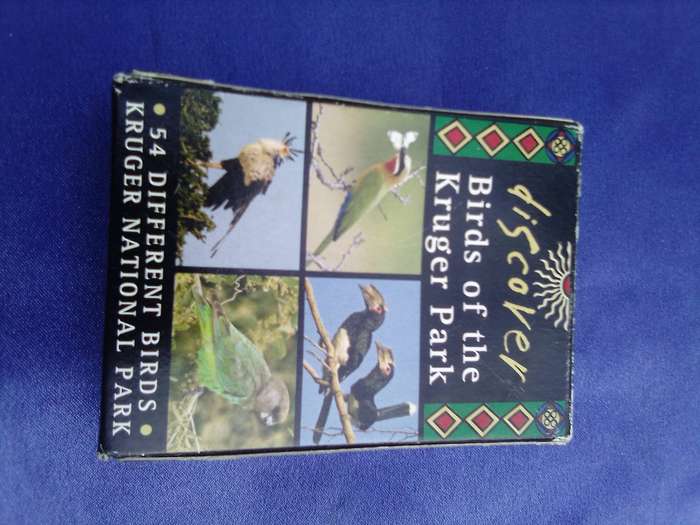 discover
Birds of the
Kruger Park
• 54 DIFFERENT BIRDS •
KRUGER NATIONAL PARK